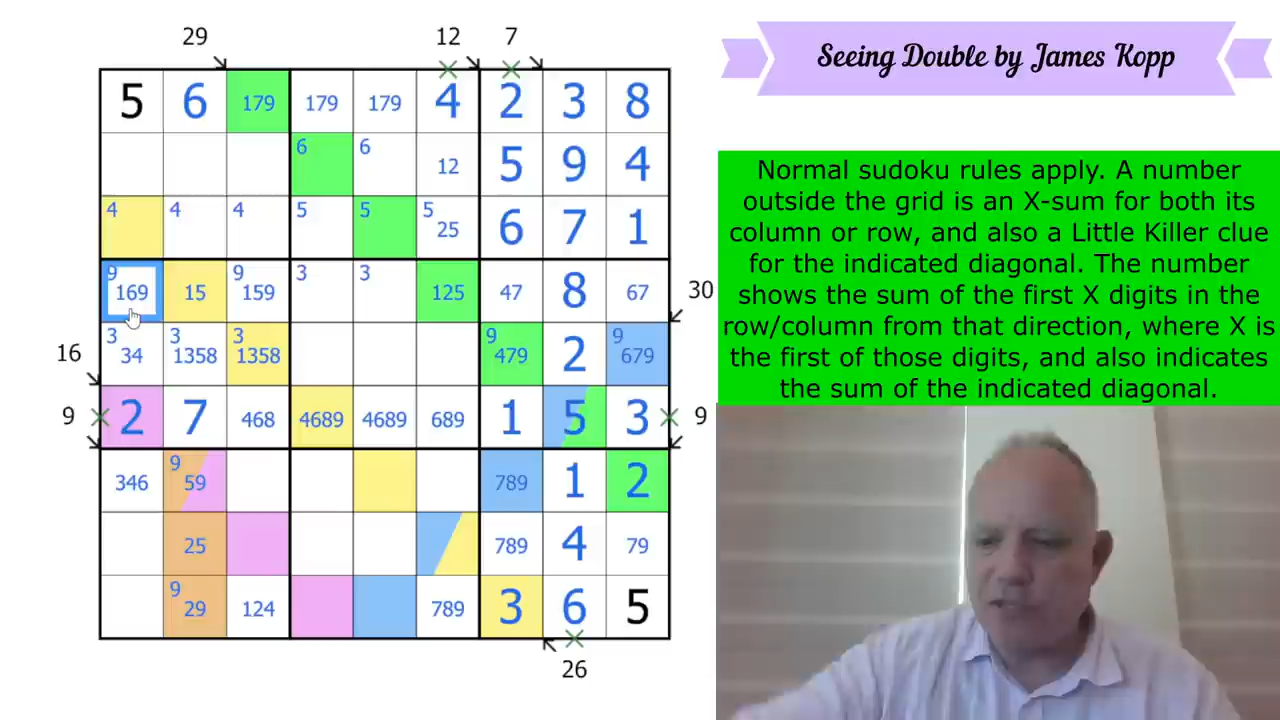 29 12 7
5 6 179 179 179 4 2 3 8
6 6 12 5 9 4
4 4 4 5 5 5 25 6 7 1
9 169 15 9 159 3 3 125 47 8 67 30
16 3 34 3 1358 3 1358 9 479 2 9 679
9 2 7 468 4689 4689 689 1 5 3 9
346 9 59 789 1 2
25 789 4 79
9 29 124 789 3 6 5
26
Seeing Double by James Kopp
Normal sudoku rules apply. A number
outside the grid is an X-sum for both its
column or row, and also a Little Killer clue
for the indicated diagonal. The number
shows the sum of the first X digits in the
row/column from that direction, where X is
the first of those digits, and also indicates
the sum of the indicated diagonal.